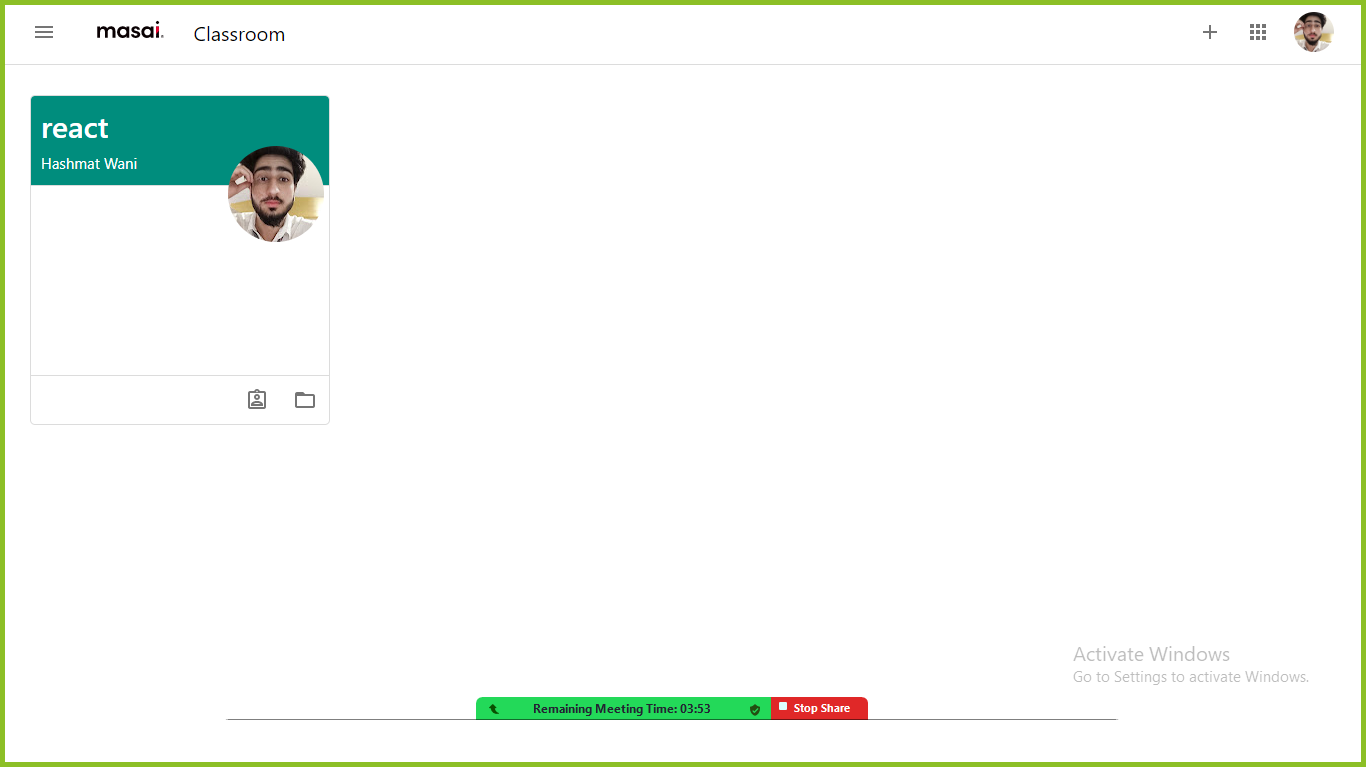 masai.
Classroom
react
Hashmat Wani
Activate Windows
Go to Settings to activate Windows.
Remaining Meeting Time: 03:53
Stop Share